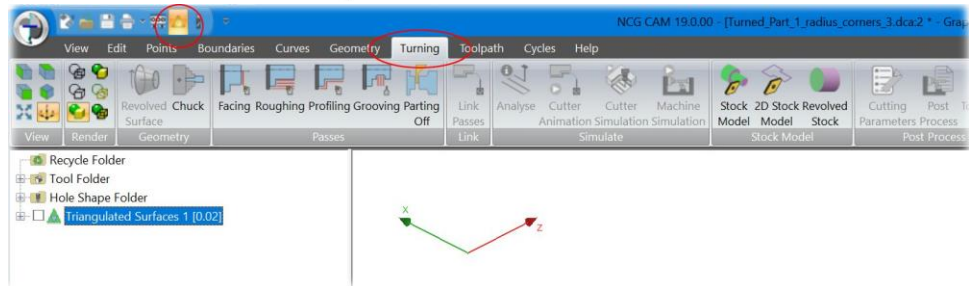 NCG CAM 19.0.00 - [Turned_Part_1_radius_corners_3.dca:2 * - Gra
View Edit Points Boundaries Curves Geometry Turning Toolpath Cycles Help
Revolved Surface Chuck Facing Roughing Profiling Grooving Parting Off Link Passes Analyse Cutter Animation Cutter Simulation Machine Simulation Stock Model 2D Stock Model Revolved Stock Cutting Parameters Post Process
View Render Geometry Passes Link Simulate Stock Model Post Process
Recycle Folder
Tool Folder
Hole Shape Folder
Triangulated Surfaces 1 [0.02]
X
Z